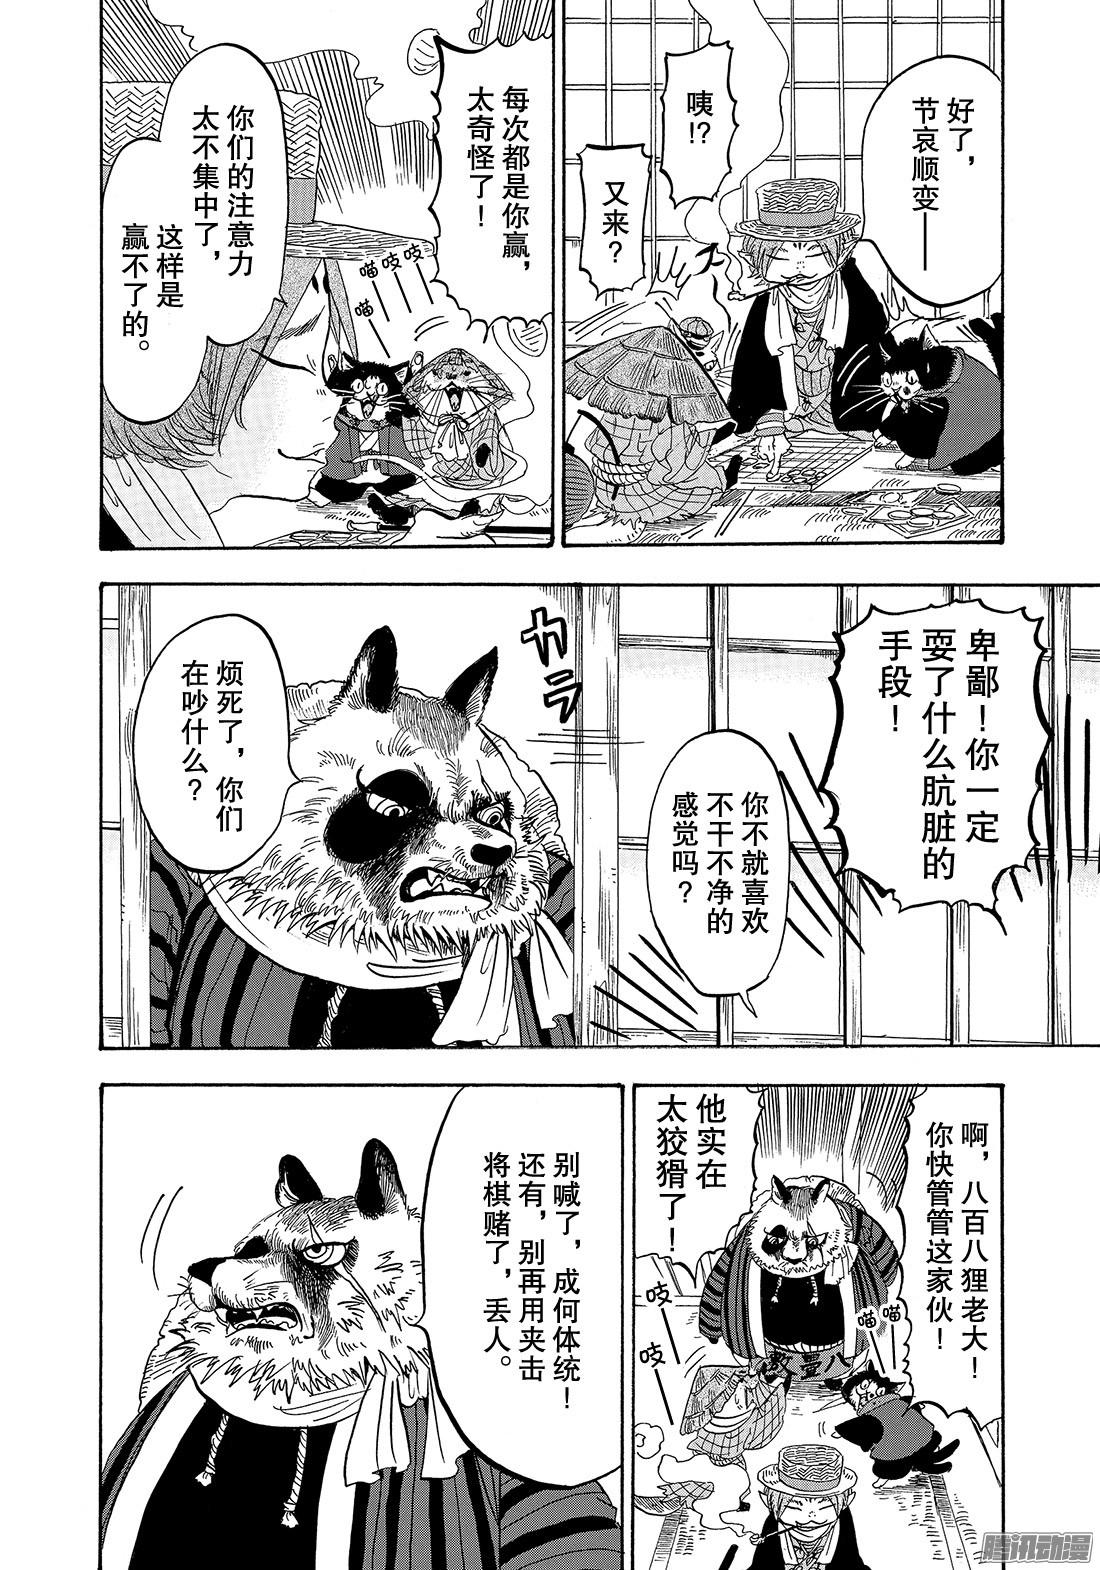 好了，
节哀顺变——
咦!?
又来？
每次都是你赢，
太奇怪了！
喵吱吱——
喵——
你们的注意力
太不集中了，
这样是
赢不了的。
卑鄙！你一定
耍了什么肮脏的
手段！
你不就喜欢
不干不净的
感觉吗？
カラ
烦死了，你们
在吵什么？
啊，八百八狸老大！
你快管管这家伙！
他实在
太狡猾了！
吱——
吱——
喵喵——
八畳敷
别喊了，成何体统！
还有，别再用夹击
将棋赌了，丢人。
腾讯动漫